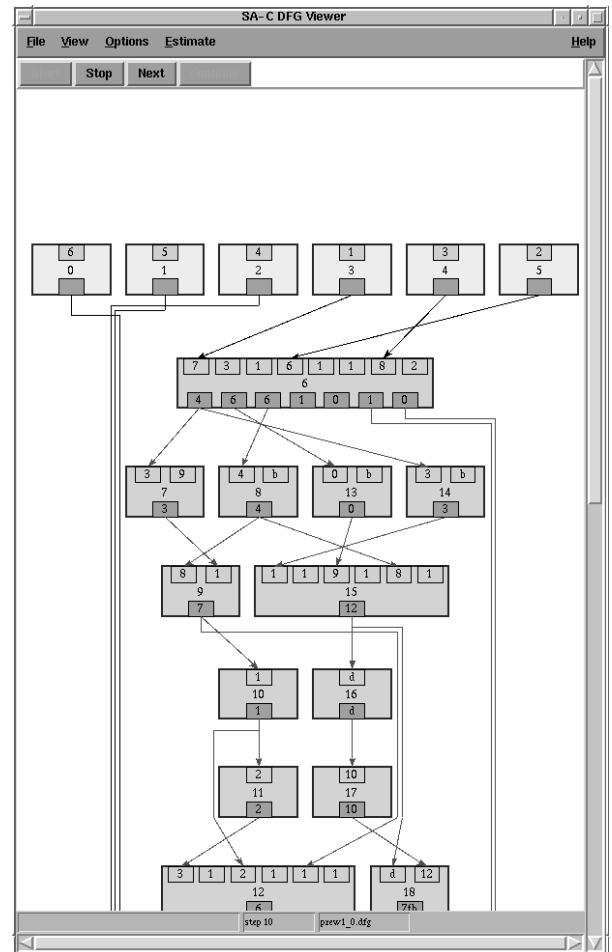 SA-C DFG Viewer
File View Options Estimate Help
Start Stop Next Continue
6 5 4 1 3 2
0 1 2 3 4 5
7 3 1 6 1 1 8 2
6
4 6 6 1 0 1 0
3 9 4 b 0 b 3 b
7 8 13 14
3 4 0 3
8 1 1 1 9 1 8 1
9 15
7 12
1 d
10 16
1 d
2 10
11 17
2 10
3 1 2 1 1 1 d 12
12 18
6 7fb
step 10 prew1_0.dfg